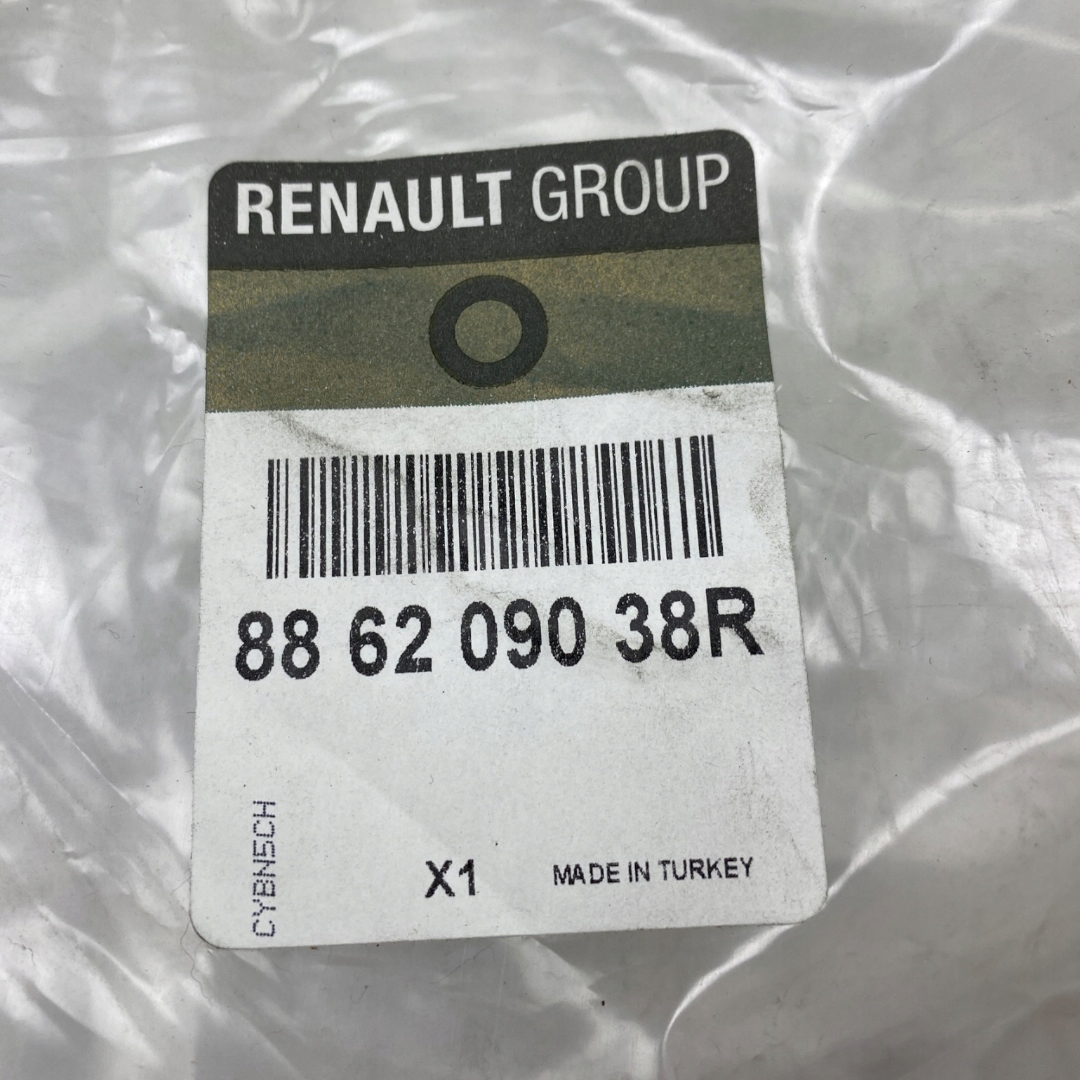 RENAULT GROUP
88 62 090 38R
CYBN5CH
X1
MADE IN TURKEY